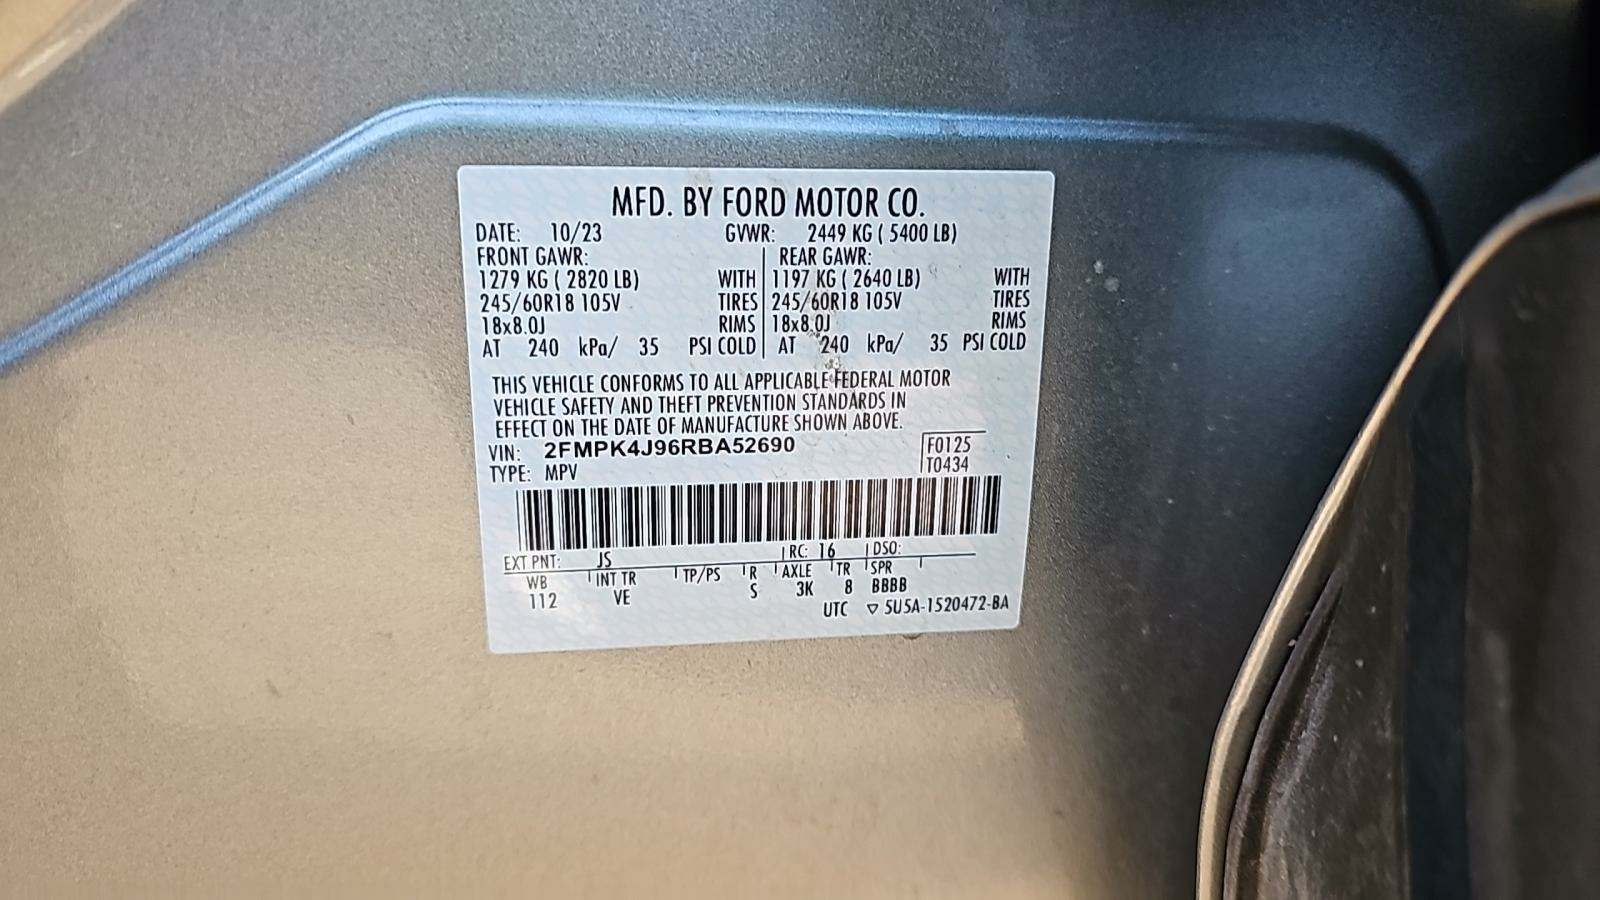 MFD. BY FORD MOTOR CO.
DATE: 10/23 GVWR: 2449 KG ( 5400 LB)
FRONT GAWR: REAR GAWR:
1279 KG ( 2820 LB) WITH 1197 KG ( 2640 LB) WITH
245/60R18 105V TIRES 245/60R18 105V TIRES
18x8.0J RIMS 18x8.0J RIMS
AT 240 kPa/ 35 PSI COLD AT 240 kPa/ 35 PSI COLD
THIS VEHICLE CONFORMS TO ALL APPLICABLE FEDERAL MOTOR
VEHICLE SAFETY AND THEFT PREVENTION STANDARDS IN
EFFECT ON THE DATE OF MANUFACTURE SHOWN ABOVE.
VIN: 2FMPK4J96RBA52690 F0125
TYPE: MPV T0434
EXT PNT: JS RC: 16 DSO:
WB INT TR TP/PS R AXLE TR SPR
112 VE S 3K 8 BBBB
UTC ▽ 5U5A-1520472-BA